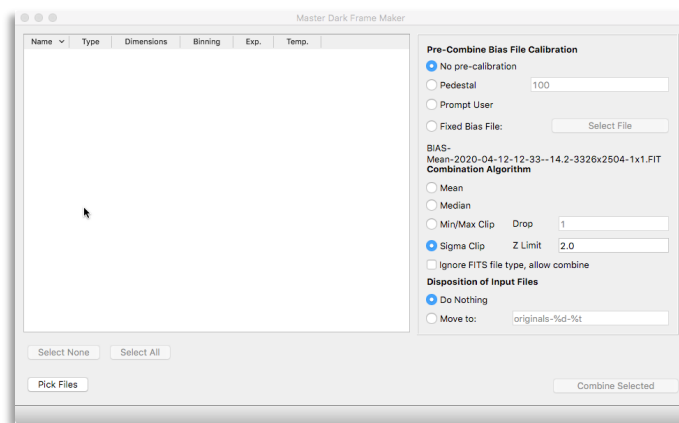 Master Dark Frame Maker
Name Type Dimensions Binning Exp. Temp.
Pre-Combine Bias File Calibration
No pre-calibration
Pedestal 100
Prompt User
Fixed Bias File: Select File
BIAS-
Mean-2020-04-12-12-33--14.2-3326x2504-1x1.FIT
Combination Algorithm
Mean
Median
Min/Max Clip Drop 1
Sigma Clip Z Limit 2.0
Ignore FITS file type, allow combine
Disposition of Input Files
Do Nothing
Move to: originals-%d-%t
Select None Select All
Pick Files Combine Selected